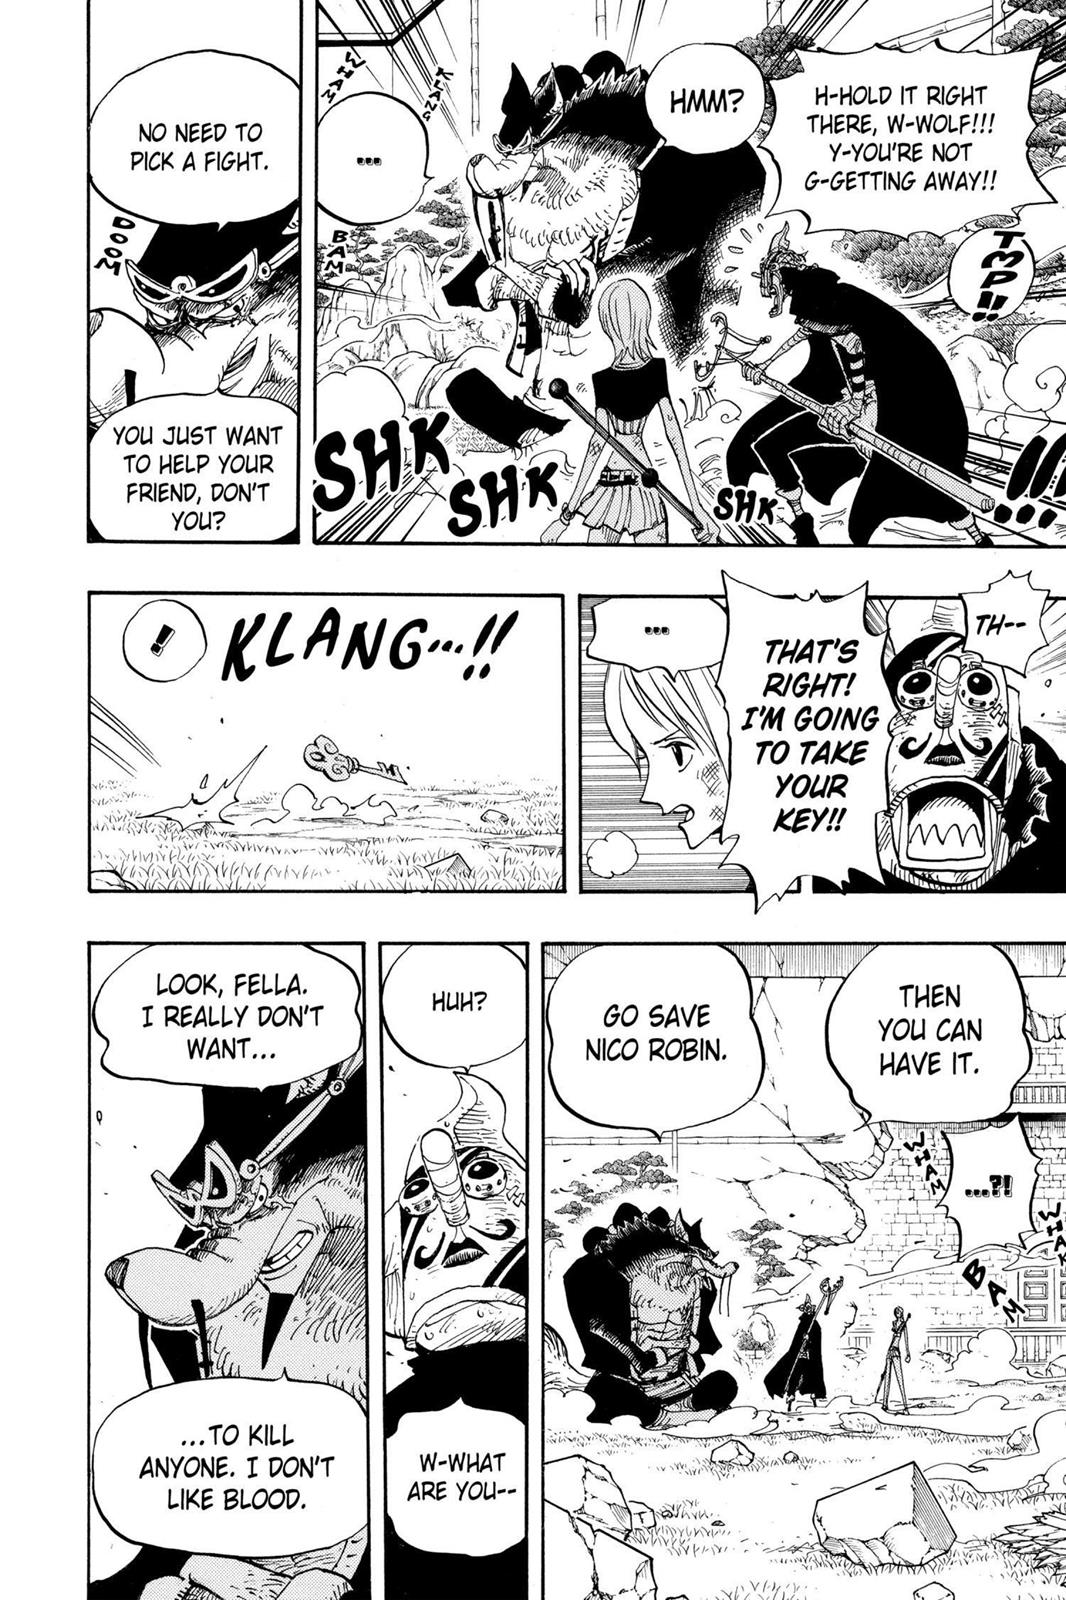 H-HOLD IT RIGHT
THERE, W-WOLF!!!
Y-YOU'RE NOT
G-GETTING AWAY!!
HMM?
TMP!!
...
KLANG
WHAM
BAM
SHK
SHK
SHK
!!!
NO NEED TO
PICK A FIGHT.
DOOM
YOU JUST WANT
TO HELP YOUR
FRIEND, DON'T
YOU?
TH--
THAT'S
RIGHT!
I'M GOING
TO TAKE
YOUR
KEY!!
...
KLANG...!!
!
THEN
YOU CAN
HAVE IT.
GO SAVE
NICO ROBIN.
...?!
WHAM
WHAK
BAM
HUH?
W-WHAT
ARE YOU--
LOOK, FELLA.
I REALLY DON'T
WANT...
...TO KILL
ANYONE. I DON'T
LIKE BLOOD.